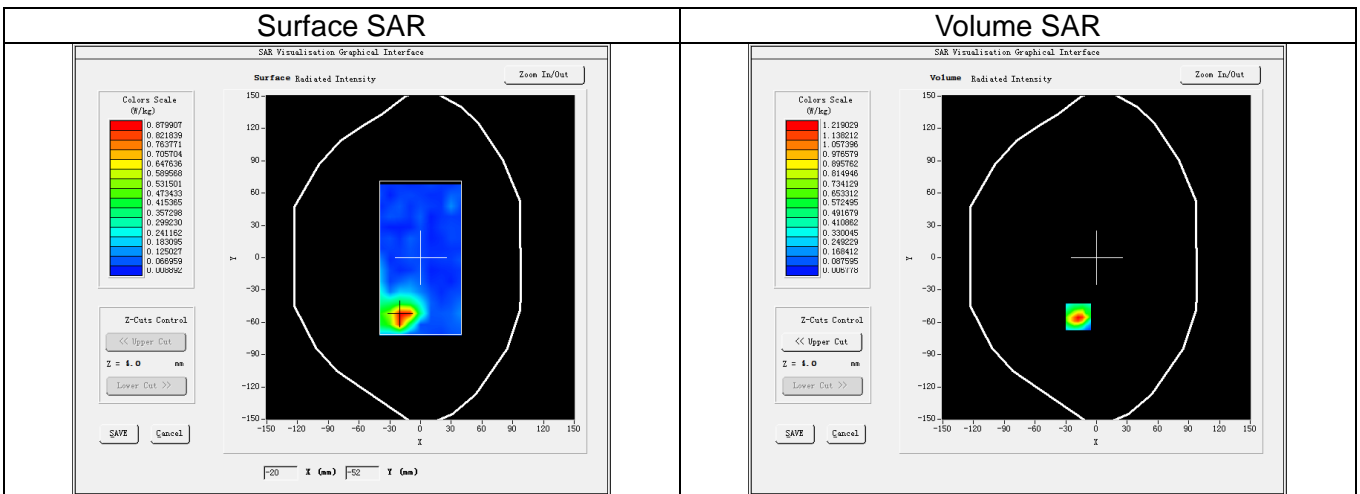 Surface SAR
SAR Visualisation Graphical Interface
Surface Radiated Intensity
Zoom In/Out
Colors Scale
(W/kg)
0.879907
0.821839
0.763771
0.705704
0.647636
0.589568
0.531501
0.473433
0.415365
0.357298
0.299230
0.241162
0.183095
0.125027
0.066959
0.008892
Z-Cuts Control
<< Upper Cut
Z = 4.0 mm
Lower Cut >>
SAVE
Cancel
150
120
90
60
30
0
-30
-60
-90
-120
-150
Y
-150 -120 -90 -60 -30 0 30 60 90 120 150
X
-20 X (mm) -52 Y (mm)
Volume SAR
SAR Visualisation Graphical Interface
Volume Radiated Intensity
Zoom In/Out
Colors Scale
(W/kg)
1.219029
1.138212
1.057396
0.976579
0.895762
0.814946
0.734129
0.653312
0.572495
0.491679
0.410862
0.330045
0.249229
0.168412
0.087595
0.006778
Z-Cuts Control
<< Upper Cut
Z = 4.0 mm
Lower Cut >>
SAVE
Cancel
150
120
90
60
30
0
-30
-60
-90
-120
-150
Y
-150 -120 -90 -60 -30 0 30 60 90 120 150
X